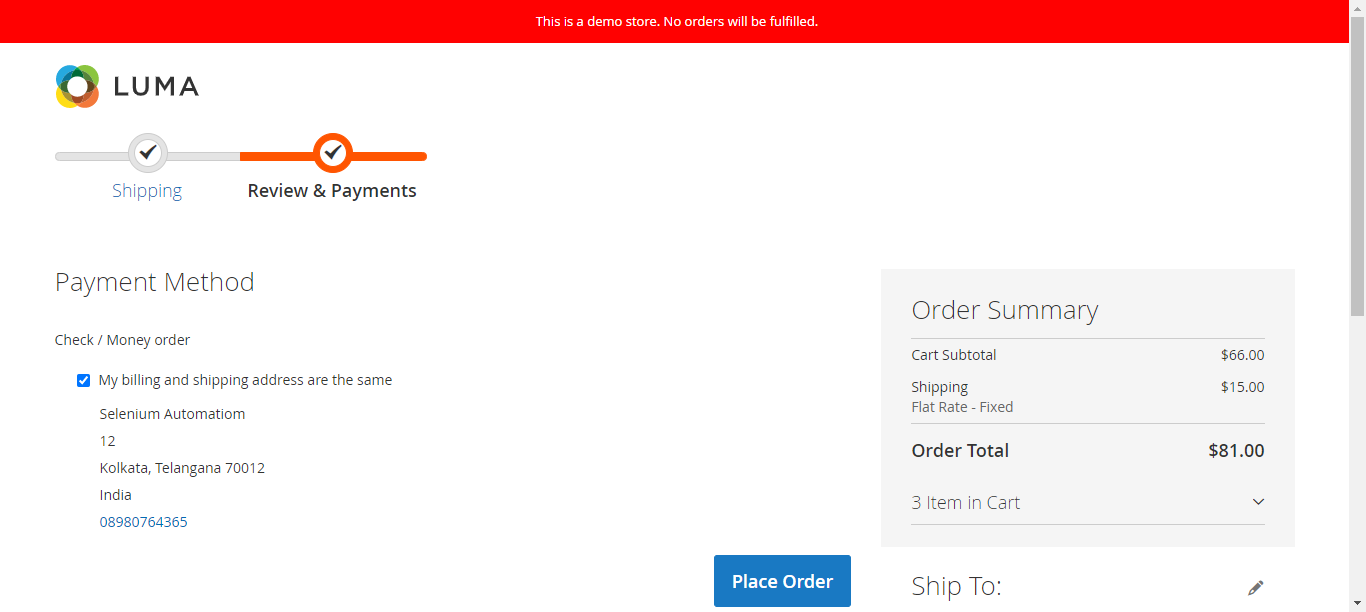 This is a demo store. No orders will be fulfilled.
LUMA
Shipping
Review & Payments
Payment Method
Check / Money order
My billing and shipping address are the same
Selenium Automatiom
12
Kolkata, Telangana 70012
India
08980764365
Place Order
Order Summary
Cart Subtotal $66.00
Shipping $15.00
Flat Rate - Fixed
Order Total $81.00
3 Item in Cart
Ship To: